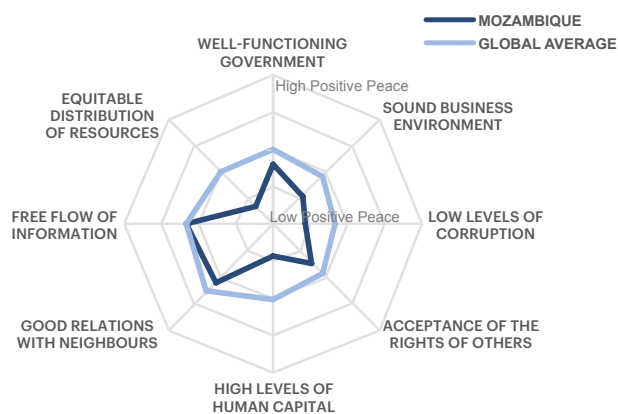 MOZAMBIQUE
GLOBAL AVERAGE
WELL-FUNCTIONING
GOVERNMENT
High Positive Peace
EQUITABLE
DISTRIBUTION
OF RESOURCES
SOUND BUSINESS
ENVIRONMENT
FREE FLOW OF
INFORMATION
Low Positive Peace
LOW LEVELS OF
CORRUPTION
GOOD RELATIONS
WITH NEIGHBOURS
ACCEPTANCE OF THE
RIGHTS OF OTHERS
HIGH LEVELS OF
HUMAN CAPITAL